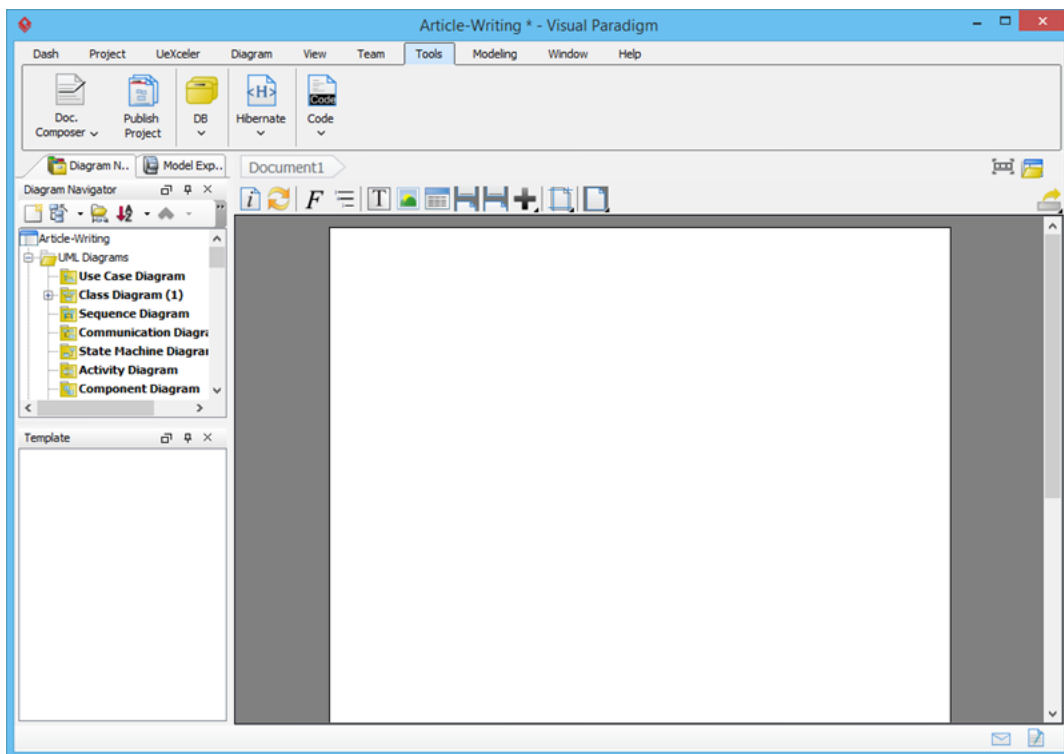 Article-Writing * - Visual Paradigm
Dash Project UeXceler Diagram View Team Tools Modeling Window Help
Doc. Composer
Publish Project
DB
Hibernate
Code
Diagram N.. Model Exp..
Document1
Diagram Navigator
Article-Writing
UML Diagrams
Use Case Diagram
Class Diagram (1)
Sequence Diagram
Communication Diagra
State Machine Diagran
Activity Diagram
Component Diagram
Template